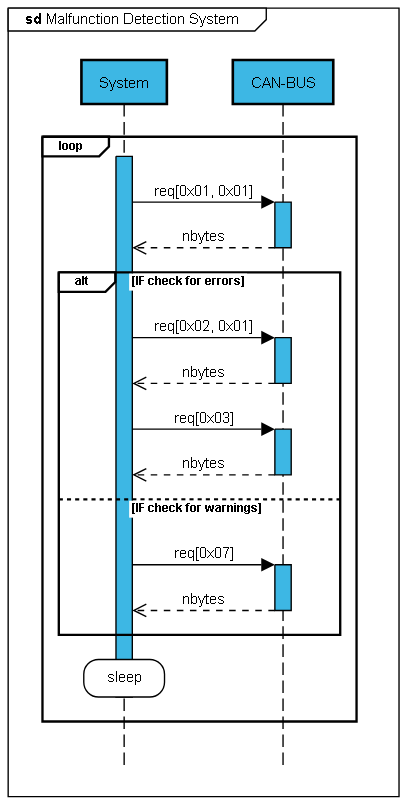 sd Malfunction Detection System
System
CAN-BUS
loop
req[0x01, 0x01]
nbytes
alt
[IF check for errors]
req[0x02, 0x01]
nbytes
req[0x03]
nbytes
[IF check for warnings]
req[0x07]
nbytes
sleep